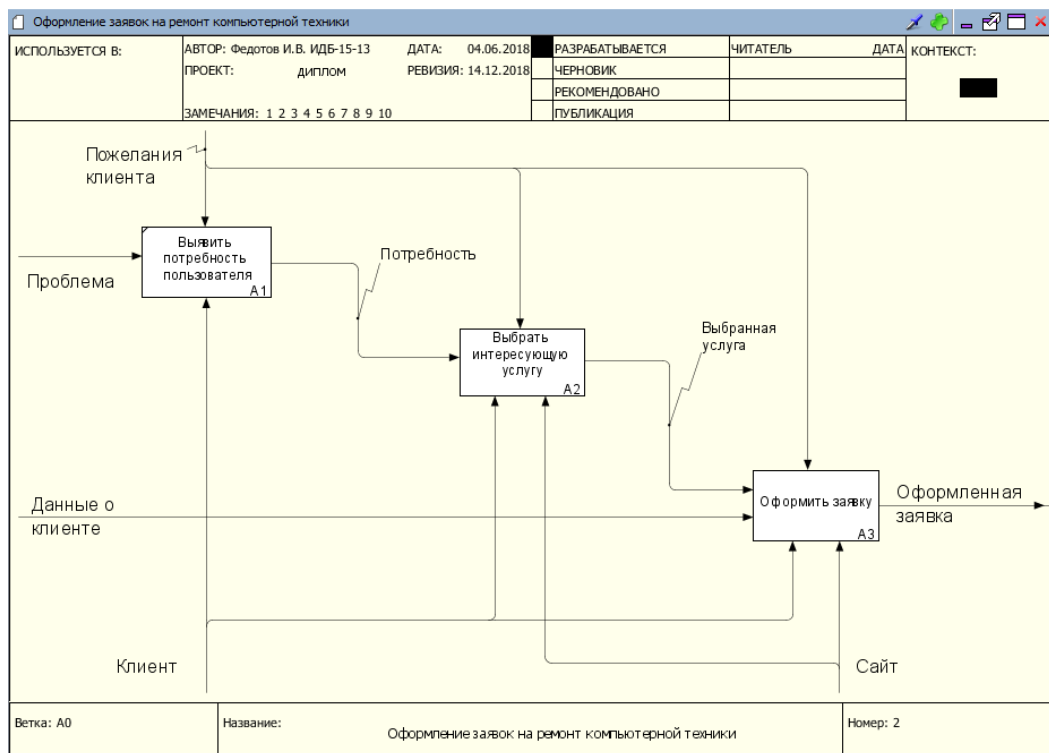 Оформление заявок на ремонт компьютерной техники
ИСПОЛЬЗУЕТСЯ В:
АВТОР: Федотов И.В. ИДБ-15-13
ДАТА: 04.06.2018
ПРОЕКТ: диплом
РЕВИЗИЯ: 14.12.2018
ЗАМЕЧАНИЯ: 1 2 3 4 5 6 7 8 9 10
РАЗРАБАТЫВАЕТСЯ
ЧЕРНОВИК
РЕКОМЕНДОВАНО
ПУБЛИКАЦИЯ
ЧИТАТЕЛЬ
ДАТА
КОНТЕКСТ:
Пожелания
клиента
Выявить
потребность
пользователя
A1
Проблема
Потребность
Выбрать
интересующую
услугу
A2
Выбранная
услуга
Данные о
клиенте
Оформить заявку
A3
Оформленная
заявка
Клиент
Сайт
Ветка: A0
Название:
Оформление заявок на ремонт компьютерной техники
Номер: 2